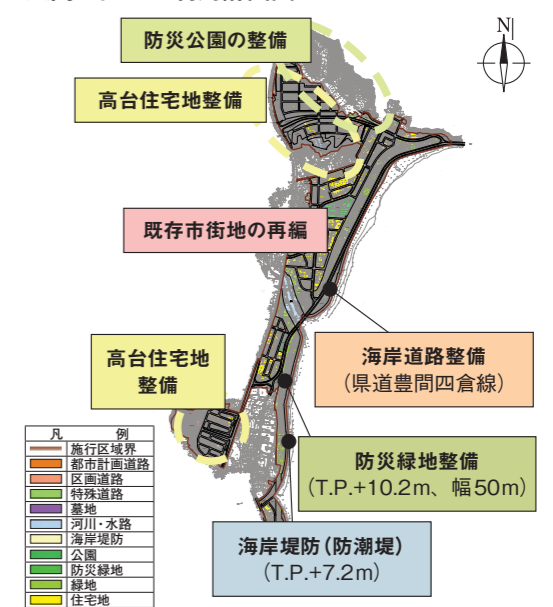 防災公園の整備
N
高台住宅地整備
既存市街地の再編
海岸道路整備
(県道豊間四倉線)
高台住宅地
整備
防災緑地整備
(T.P.+10.2m、幅50m)
海岸堤防(防潮堤)
(T.P.+7.2m)
凡 例
施行区域界
都市計画道路
区画道路
特殊道路
墓地
河川・水路
海岸堤防
公園
防災緑地
緑地
住宅地